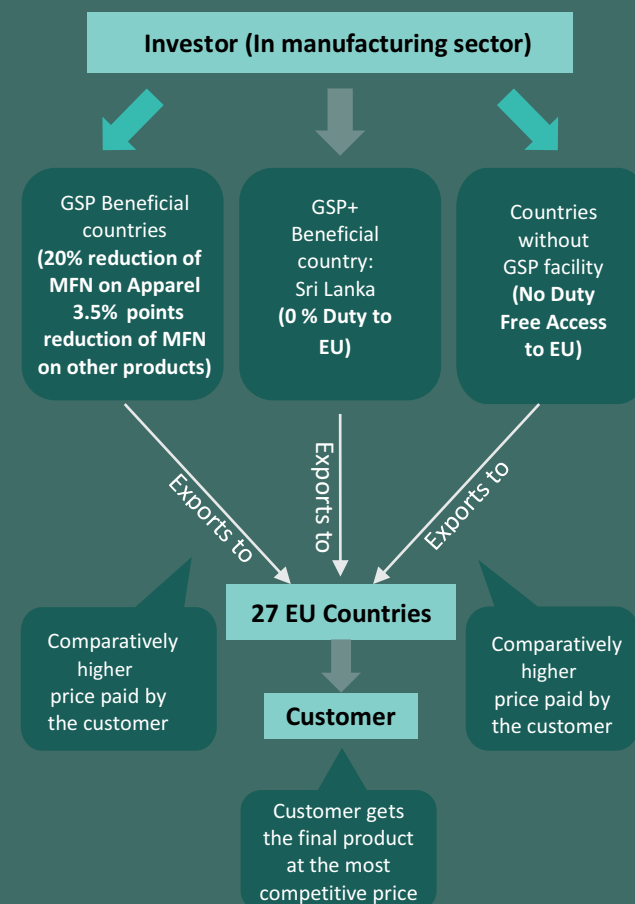 Investor (In manufacturing sector)
GSP Beneficial
countries
(20% reduction of
MFN on Apparel
3.5% points
reduction of MFN
on other products)
GSP+
Beneficial
country:
Sri Lanka
(0 % Duty to
EU)
Countries
without
GSP facility
(No Duty
Free Access
to EU)
Exports to
Exports to
Exports to
27 EU Countries
Comparatively
higher
price paid by
the customer
Comparatively
higher
price paid by
the customer
Customer
Customer gets
the final product
at the most
competitive price